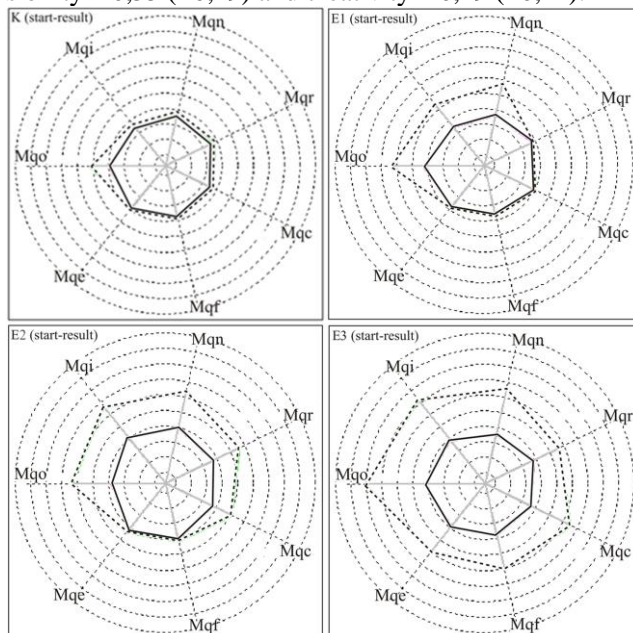 K (start-result)
Mqn
Mqi
Mqr
Mqo
Mqc
Mqe
Mqf
E1 (start-result)
Mqn
Mqi
Mqr
Mqo
Mqc
Mqe
Mqf
E2 (start-result)
Mqn
Mqi
Mqr
Mqo
Mqc
Mqe
Mqf
E3 (start-result)
Mqn
Mqi
Mqr
Mqo
Mqc
Mqe
Mqf